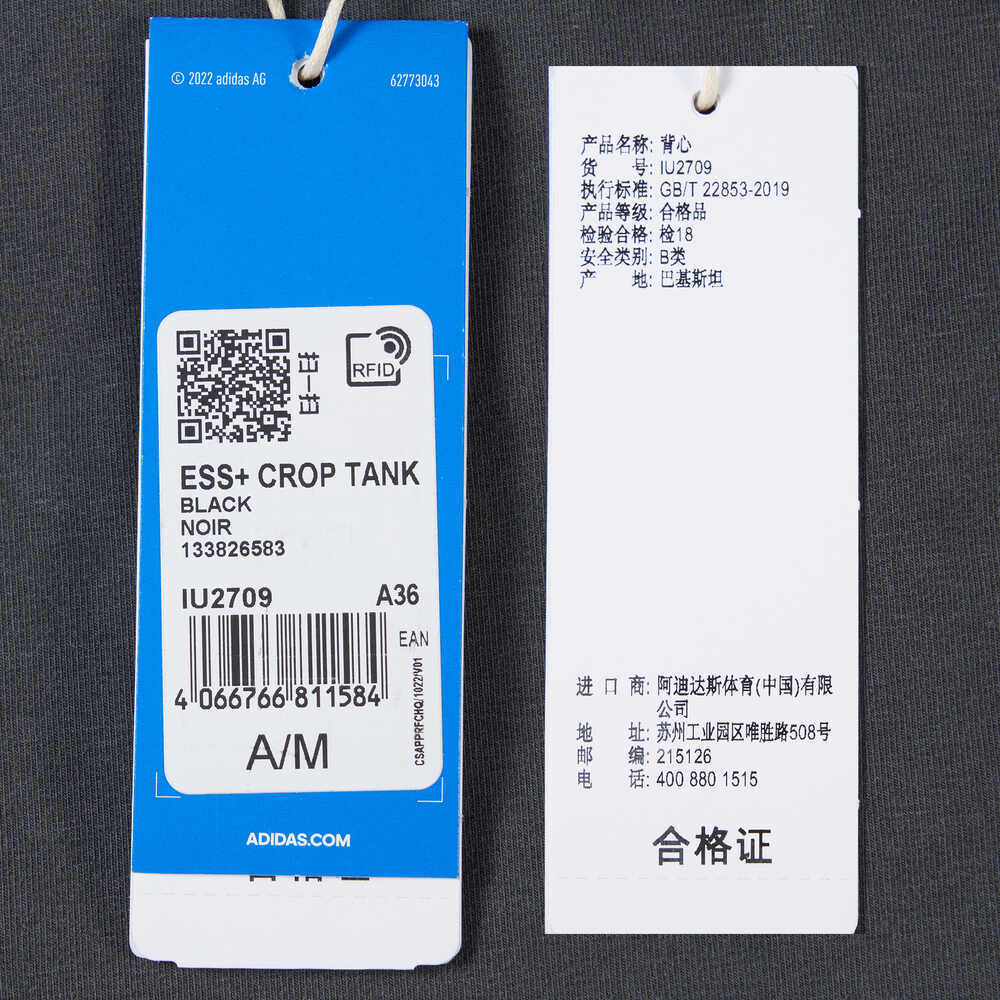 © 2022 adidas AG 62773043
扫一扫
RFID
ESS+ CROP TANK
BLACK
NOIR
133826583
IU2709 A36
EAN
4 066766 811584
CSAPPRFCHQ/1022/V01
A/M
ADIDAS.COM
产品名称: 背心
货 号: IU2709
执行标准: GB/T 22853-2019
产品等级: 合格品
检验合格: 检18
安全类别: B类
产 地: 巴基斯坦
进 口 商: 阿迪达斯体育(中国)有限
公司
地 址: 苏州工业园区唯胜路508号
邮 编: 215126
电 话: 400 880 1515
合格证